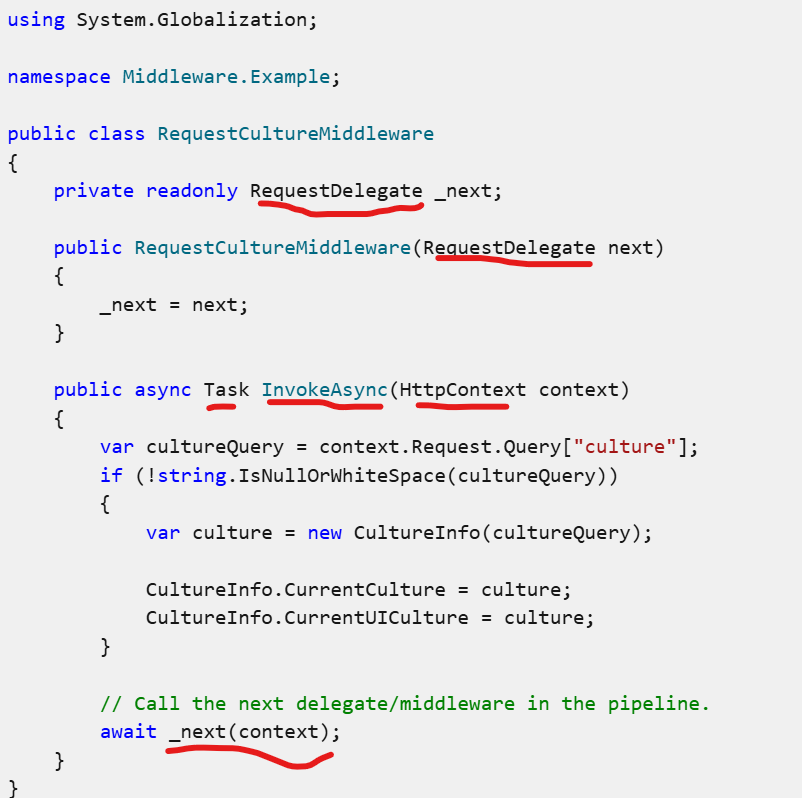 using System.Globalization;
namespace Middleware.Example;
public class RequestCultureMiddleware
{
private readonly RequestDelegate _next;
public RequestCultureMiddleware(RequestDelegate next)
{
_next = next;
}
public async Task InvokeAsync(HttpContext context)
{
var cultureQuery = context.Request.Query["culture"];
if (!string.IsNullOrWhiteSpace(cultureQuery))
{
var culture = new CultureInfo(cultureQuery);
CultureInfo.CurrentCulture = culture;
CultureInfo.CurrentUICulture = culture;
}
// Call the next delegate/middleware in the pipeline.
await _next(context);
}
}